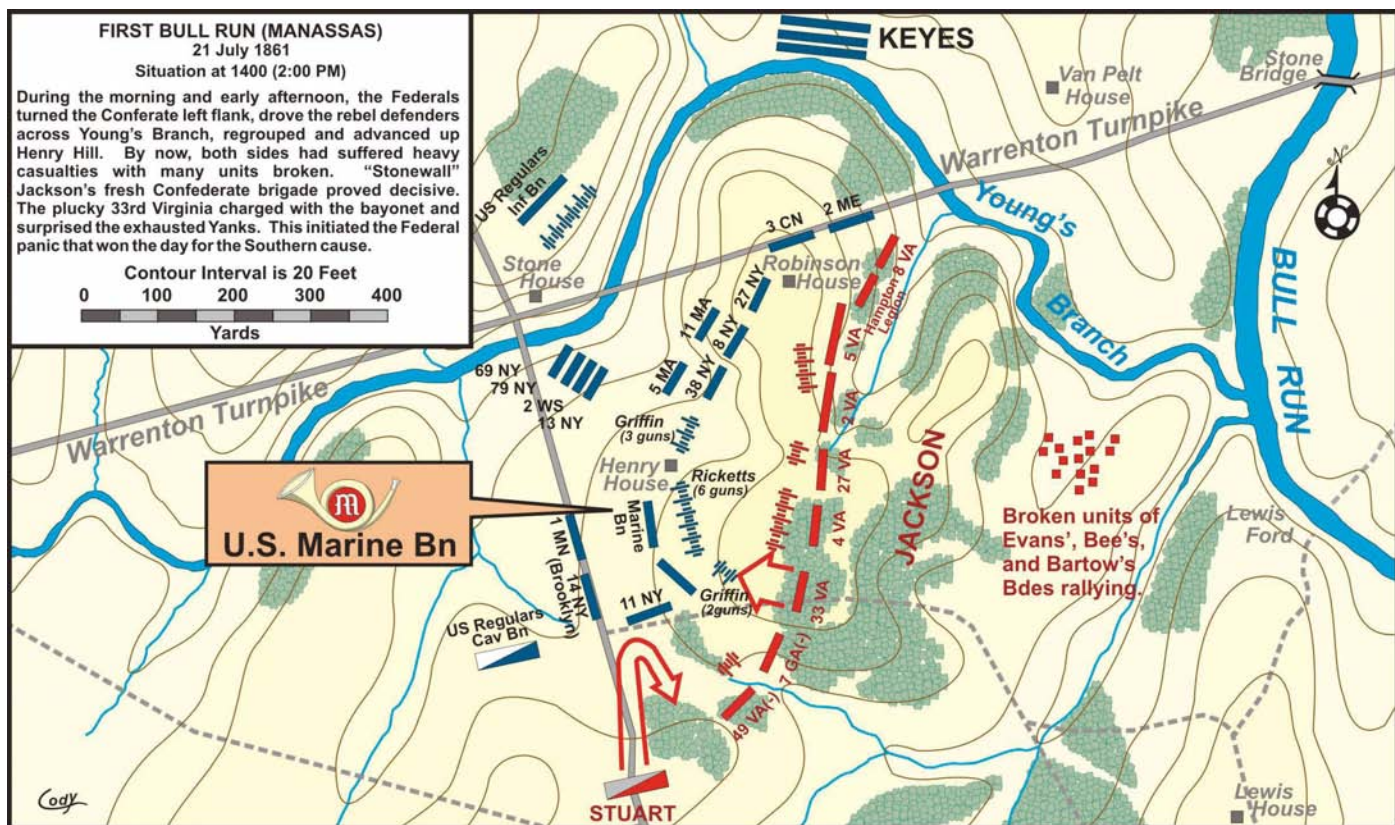 FIRST BULL RUN (MANASSAS)
21 July 1861
Situation at 1400 (2:00 PM)
During the morning and early afternoon, the Federals
turned the Conferate left flank, drove the rebel defenders
across Young's Branch, regrouped and advanced up
Henry Hill. By now, both sides had suffered heavy
casualties with many units broken. “Stonewall”
Jackson's fresh Confederate brigade proved decisive.
The plucky 33rd Virginia charged with the bayonet and
surprised the exhausted Yanks. This initiated the Federal
panic that won the day for the Southern cause.
Contour Interval is 20 Feet
0 100 200 300 400
Yards
KEYES
Van Pelt
House
Stone
Bridge
Warrenton Turnpike
N
US Regulars
Inf Bn
Stone
House
3 CN
2 ME
Robinson
House
8 VA
Hampton
Legion
Young's
Branch
BULL RUN
27 NY
11 MA
8 NY
5 MA
38 NY
5 VA
2 VA
69 NY
79 NY
2 WS
13 NY
Warrenton Turnpike
Griffin
(3 guns)
Henry
House
Ricketts
(6 guns)
27 VA
4 VA
JACKSON
M
U.S. Marine Bn
Marine
Bn
1 MN
14 NY
(Brooklyn)
11 NY
Griffin
(2guns)
33 VA
7 GA(-)
49 VA(-)
US Regulars
Cav Bn
STUART
Broken units of
Evans', Bee's,
and Bartow's
Bdes rallying.
Lewis
Ford
Lewis
House
Cody